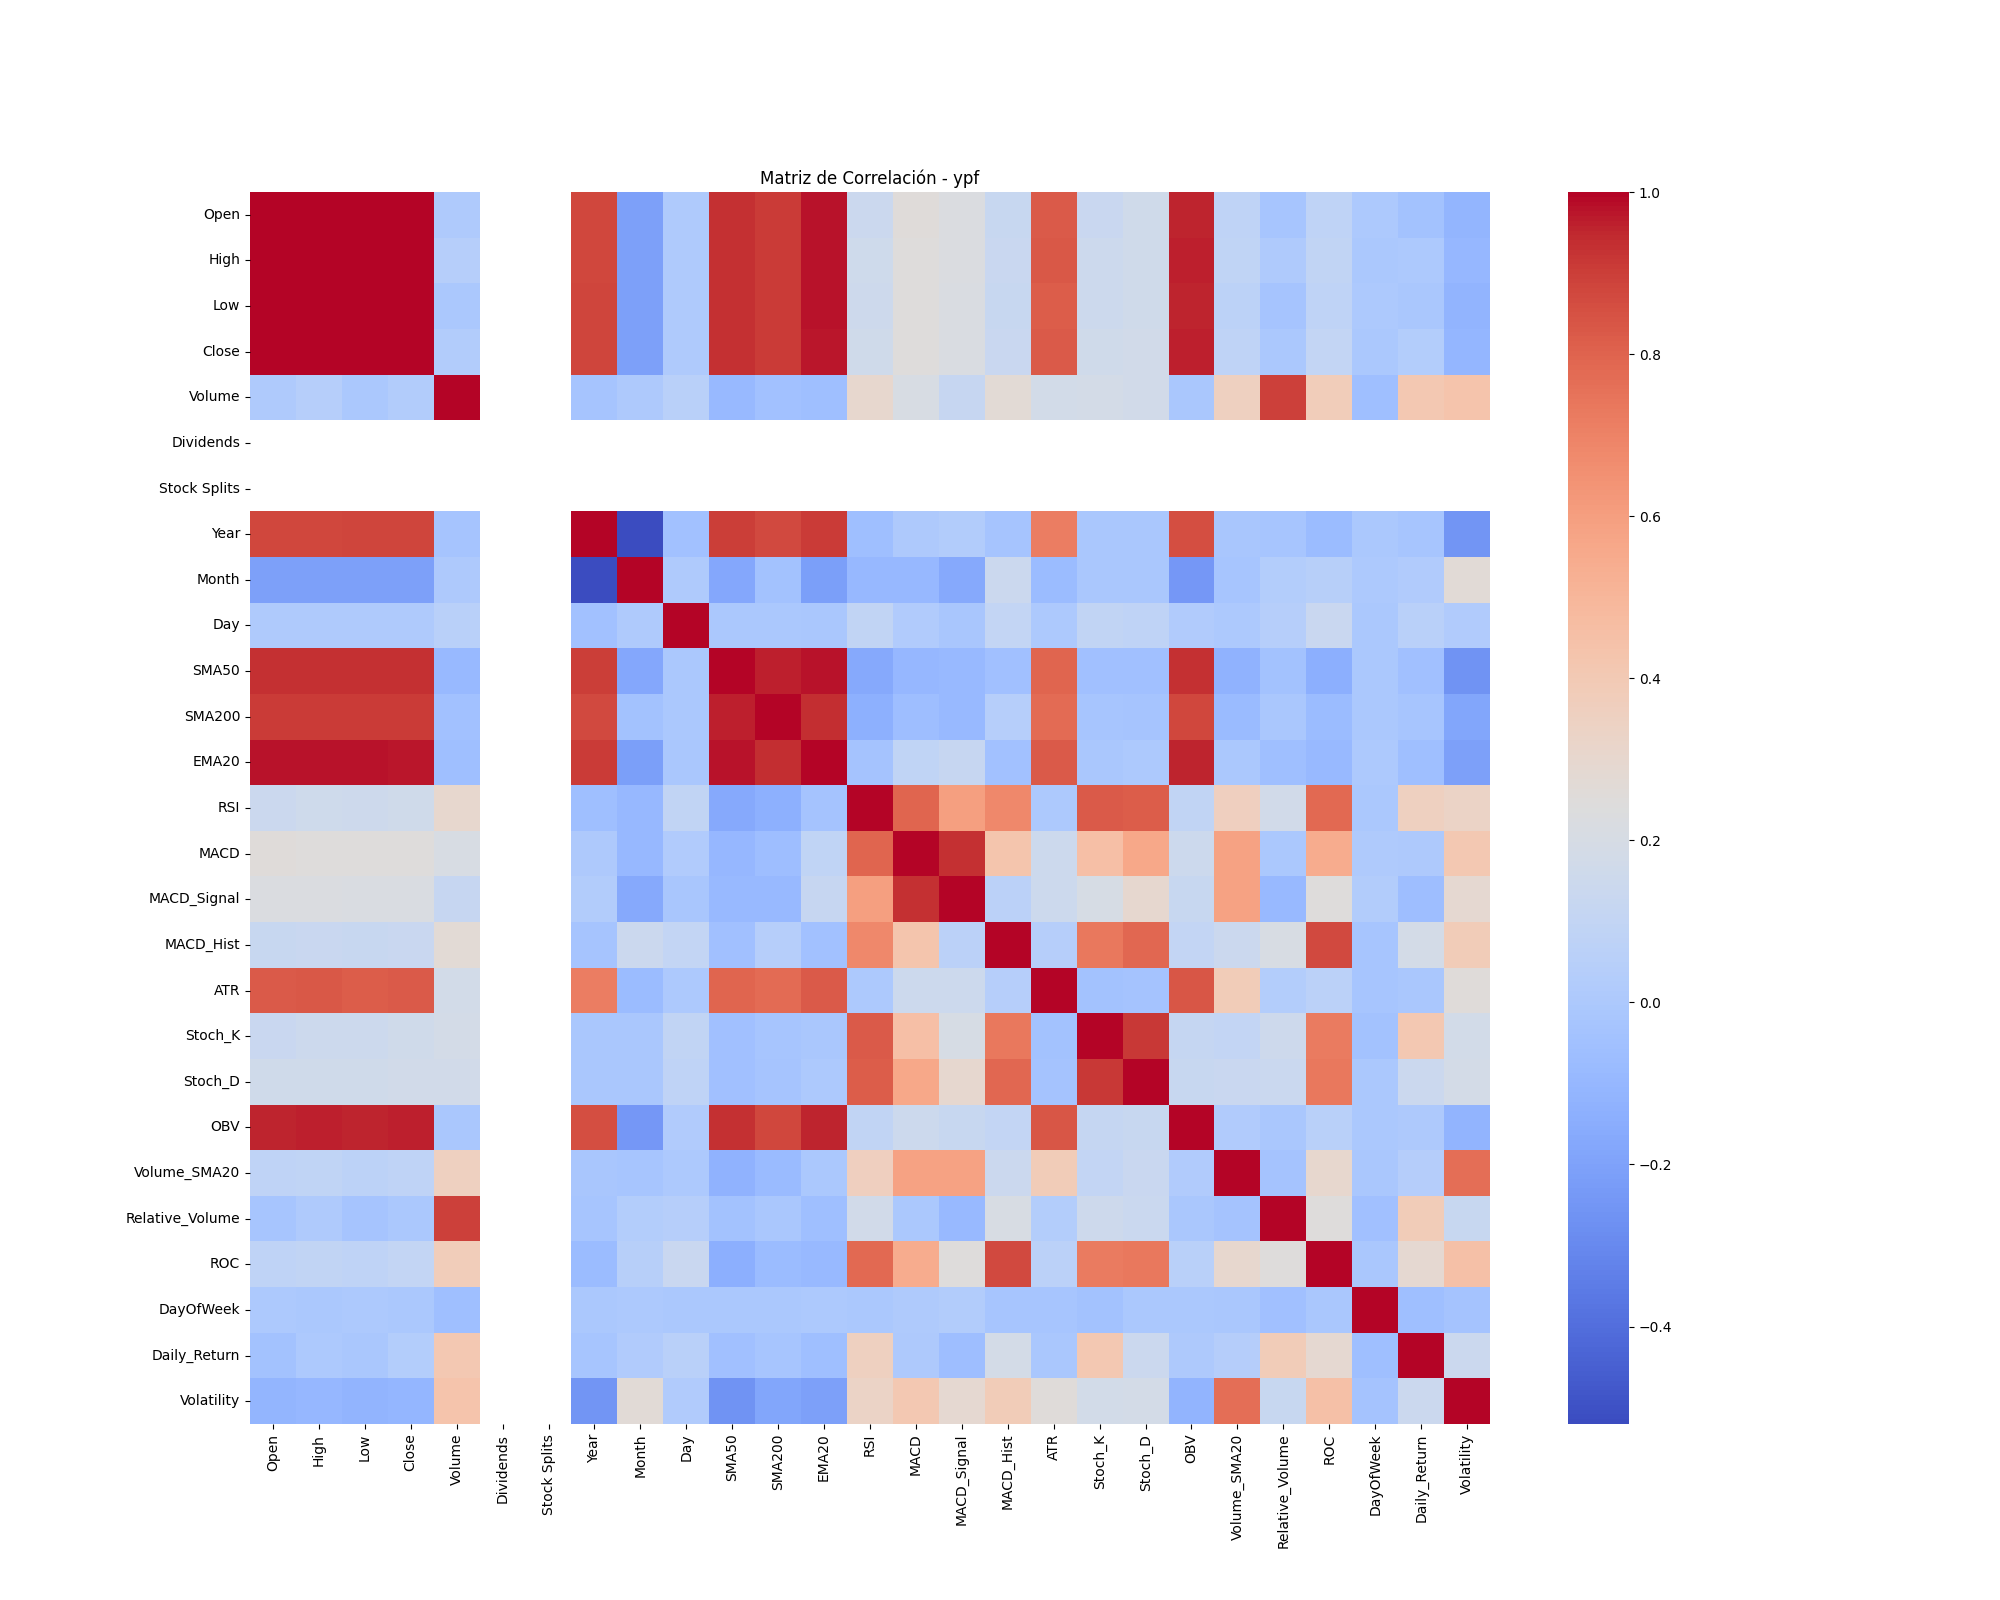 Matriz de Correlación - ypf
Open
High
Low
Close
Volume
Dividends
Stock Splits
Year
Month
Day
SMA50
SMA200
EMA20
RSI
MACD
MACD_Signal
MACD_Hist
ATR
Stoch_K
Stoch_D
OBV
Volume_SMA20
Relative_Volume
ROC
DayOfWeek
Daily_Return
Volatility
Open
High
Low
Close
Volume
Dividends
Stock Splits
Year
Month
Day
SMA50
SMA200
EMA20
RSI
MACD
MACD_Signal
MACD_Hist
ATR
Stoch_K
Stoch_D
OBV
Volume_SMA20
Relative_Volume
ROC
DayOfWeek
Daily_Return
Volatility
1.0
0.8
0.6
0.4
0.2
0.0
−0.2
−0.4